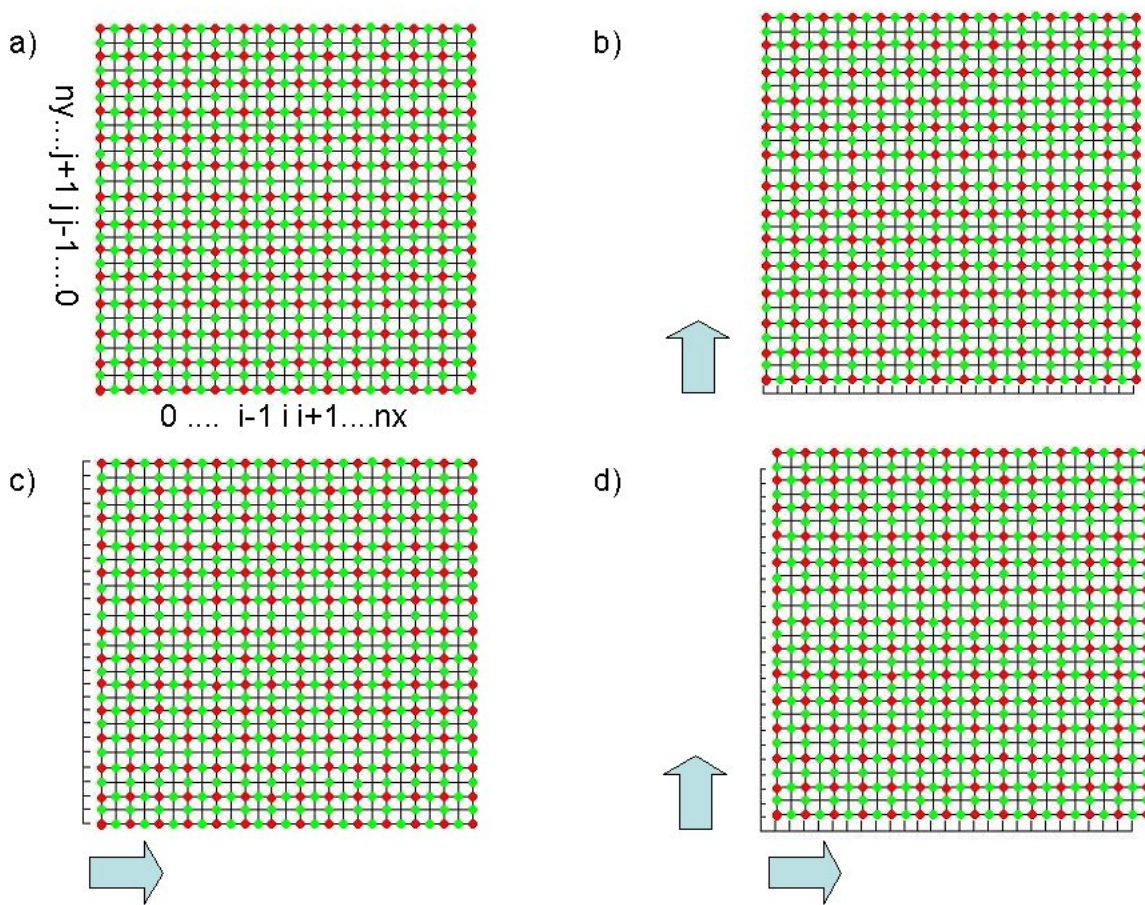 a)
b)
ny....j+1 j j-1....0
0 .... i-1 i i+1....nx
c)
d)